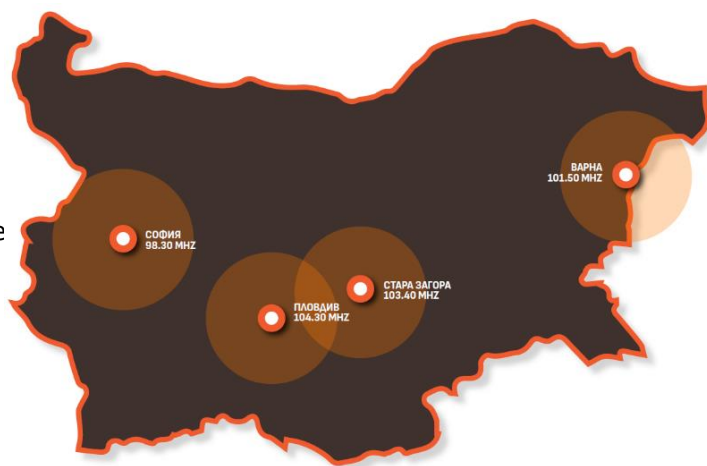 ВАРНА
101.50 MHZ
СОФИЯ
98.30 MHZ
СТАРА ЗАГОРА
103.40 MHZ
ПЛОВДИВ
104.30 MHZ